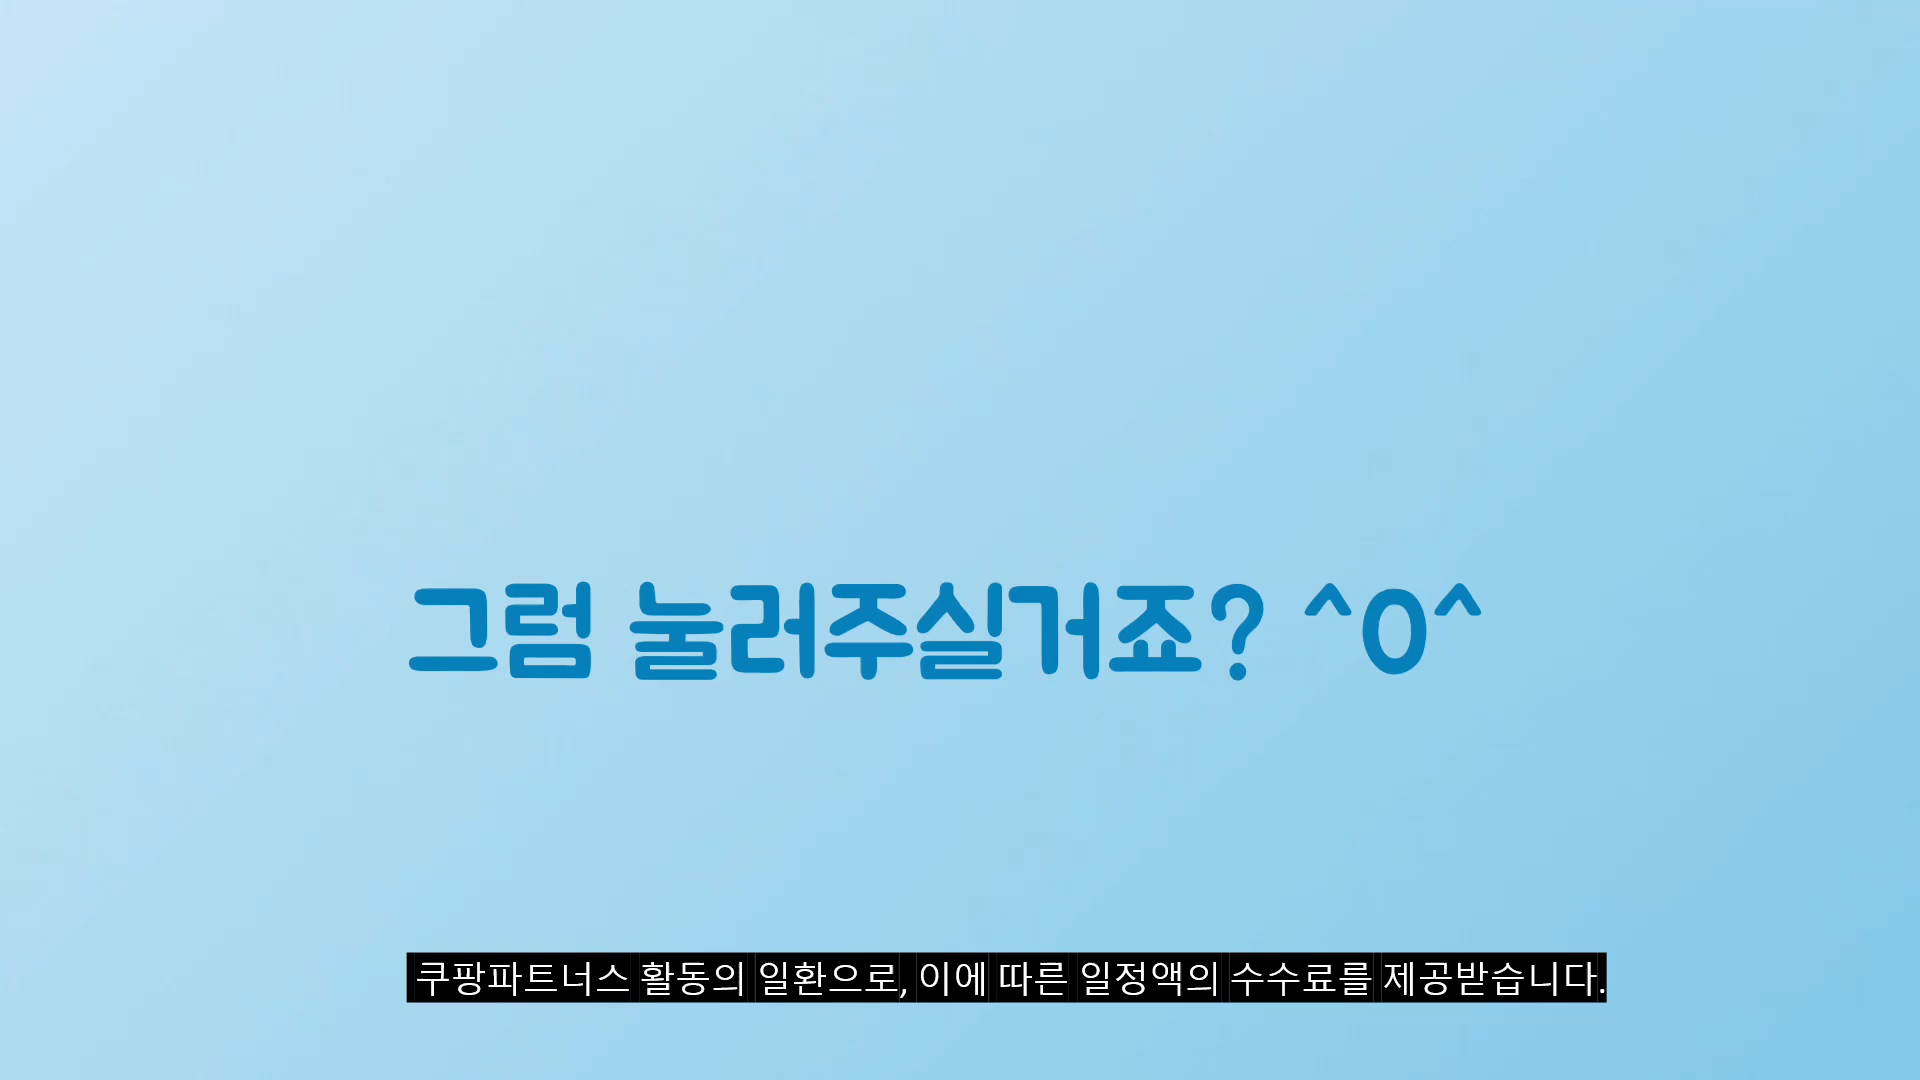 그럼 눌러주실거죠? ^0^
쿠팡파트너스 활동의 일환으로, 이에 따른 일정액의 수수료를 제공받습니다.